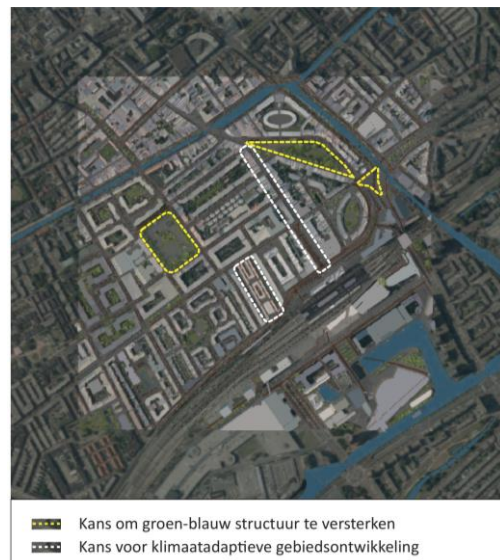 Kans om groen-blauw structuur te versterken
Kans voor klimaatadaptieve gebiedsontwikkeling